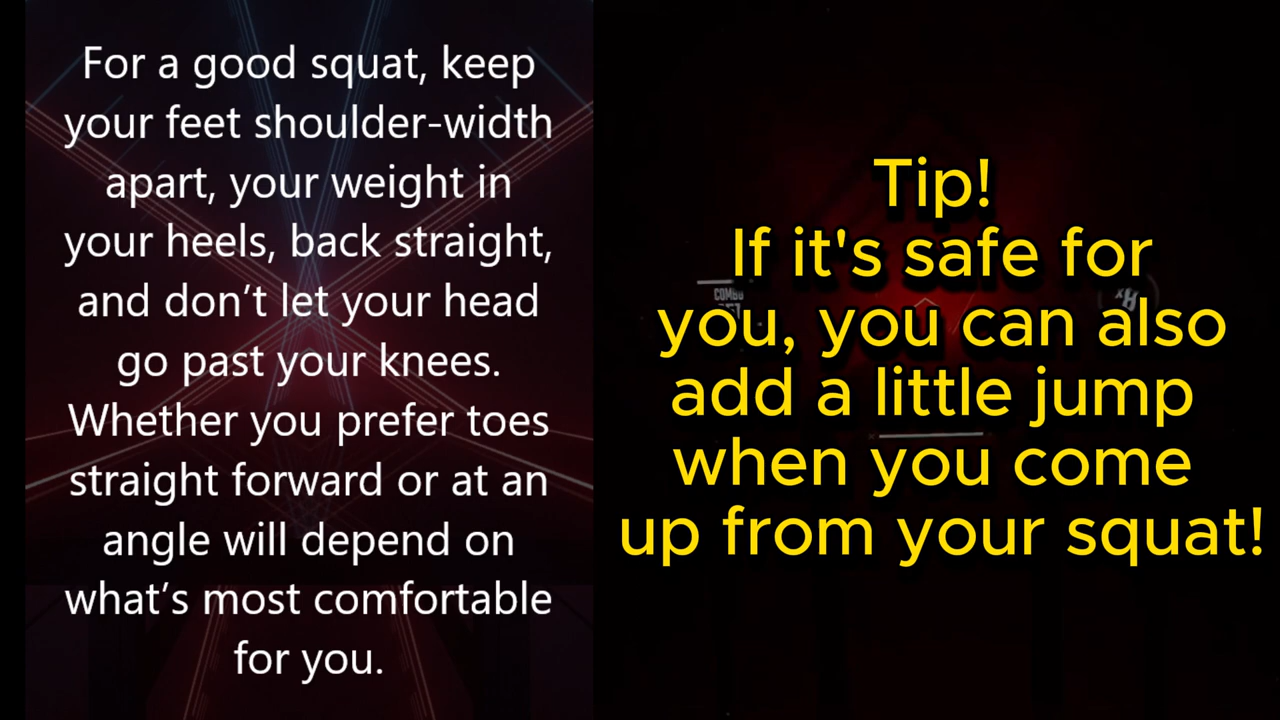 For a good squat, keep
your feet shoulder-width
apart, your weight in
your heels, back straight,
and don’t let your head
go past your knees.
Whether you prefer toes
straight forward or at an
angle will depend on
what’s most comfortable
for you.
Tip!
If it's safe for
you, you can also
add a little jump
when you come
up from your squat!
COMBO